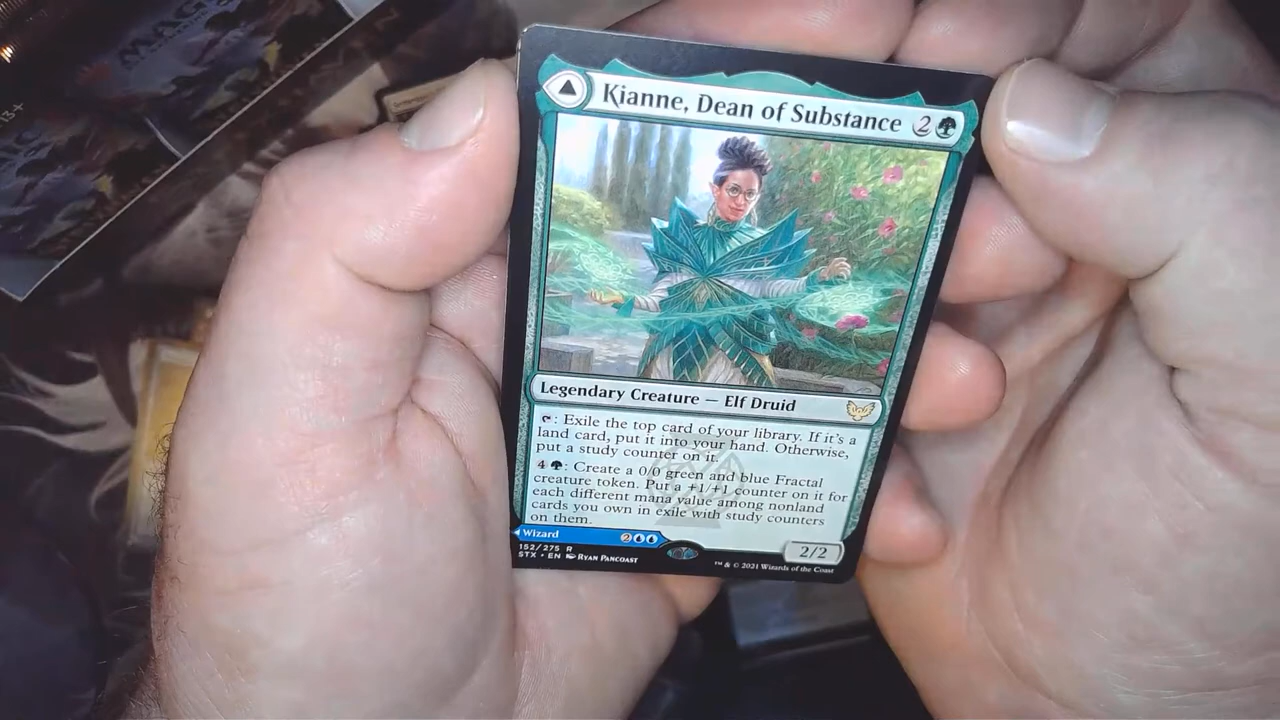 MAGIC
13+
Kianne, Dean of Substance 2
Legendary Creature — Elf Druid
: Exile the top card of your library. If it's a
land card, put it into your hand. Otherwise,
put a study counter on it.
4 : Create a 0/0 green and blue Fractal
creature token. Put a +1/+1 counter on it for
each different mana value among nonland
cards you own in exile with study counters
on them.
Wizard 2
2/2
152/275 R
STX • EN Ryan Pancoast
™ & © 2021 Wizards of the Coast